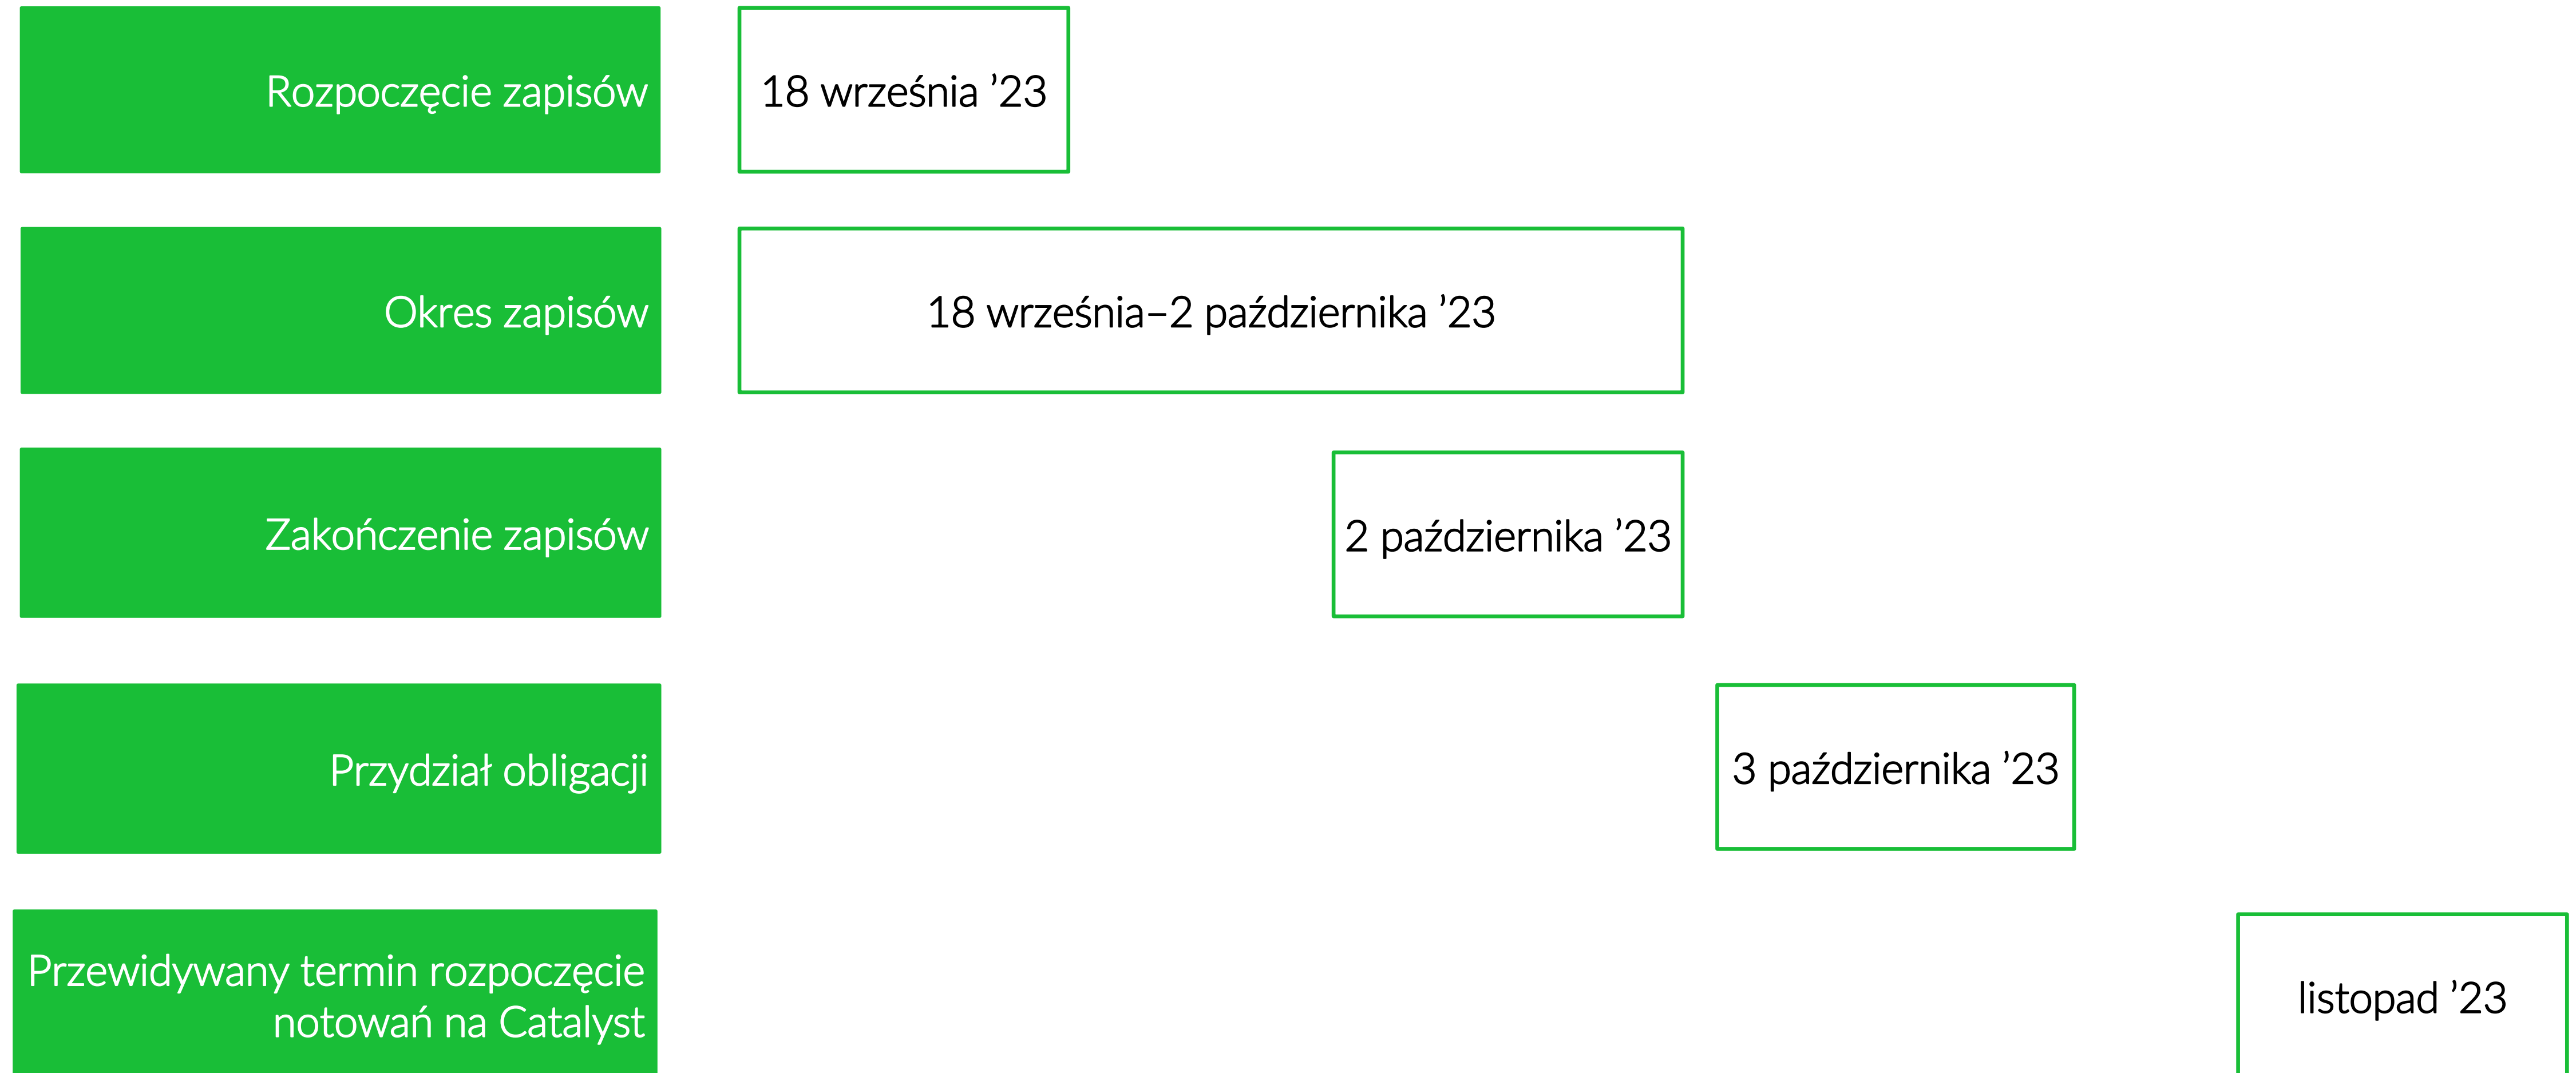 Rozpoczęcie zapisów
18 września ’23
Okres zapisów
18 września–2 października ’23
Zakończenie zapisów
2 października ’23
Przydział obligacji
3 października ’23
Przewidywany termin rozpoczęcie
notowań na Catalyst
listopad ’23